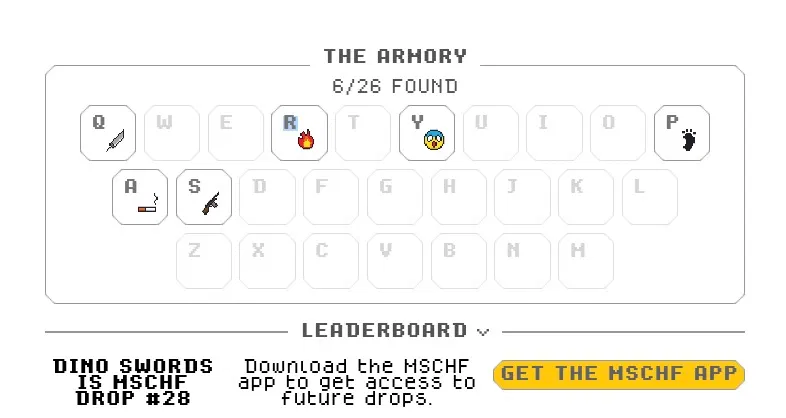 THE ARMORY
6/26 FOUND
Q W E R T Y U I O P
A S D F G H J K L
Z X C V B N M
LEADERBOARD
DINO SWORDS
IS MSCHF
DROP #28
Download the MSCHF
app to get access to
future drops.
GET THE MSCHF APP